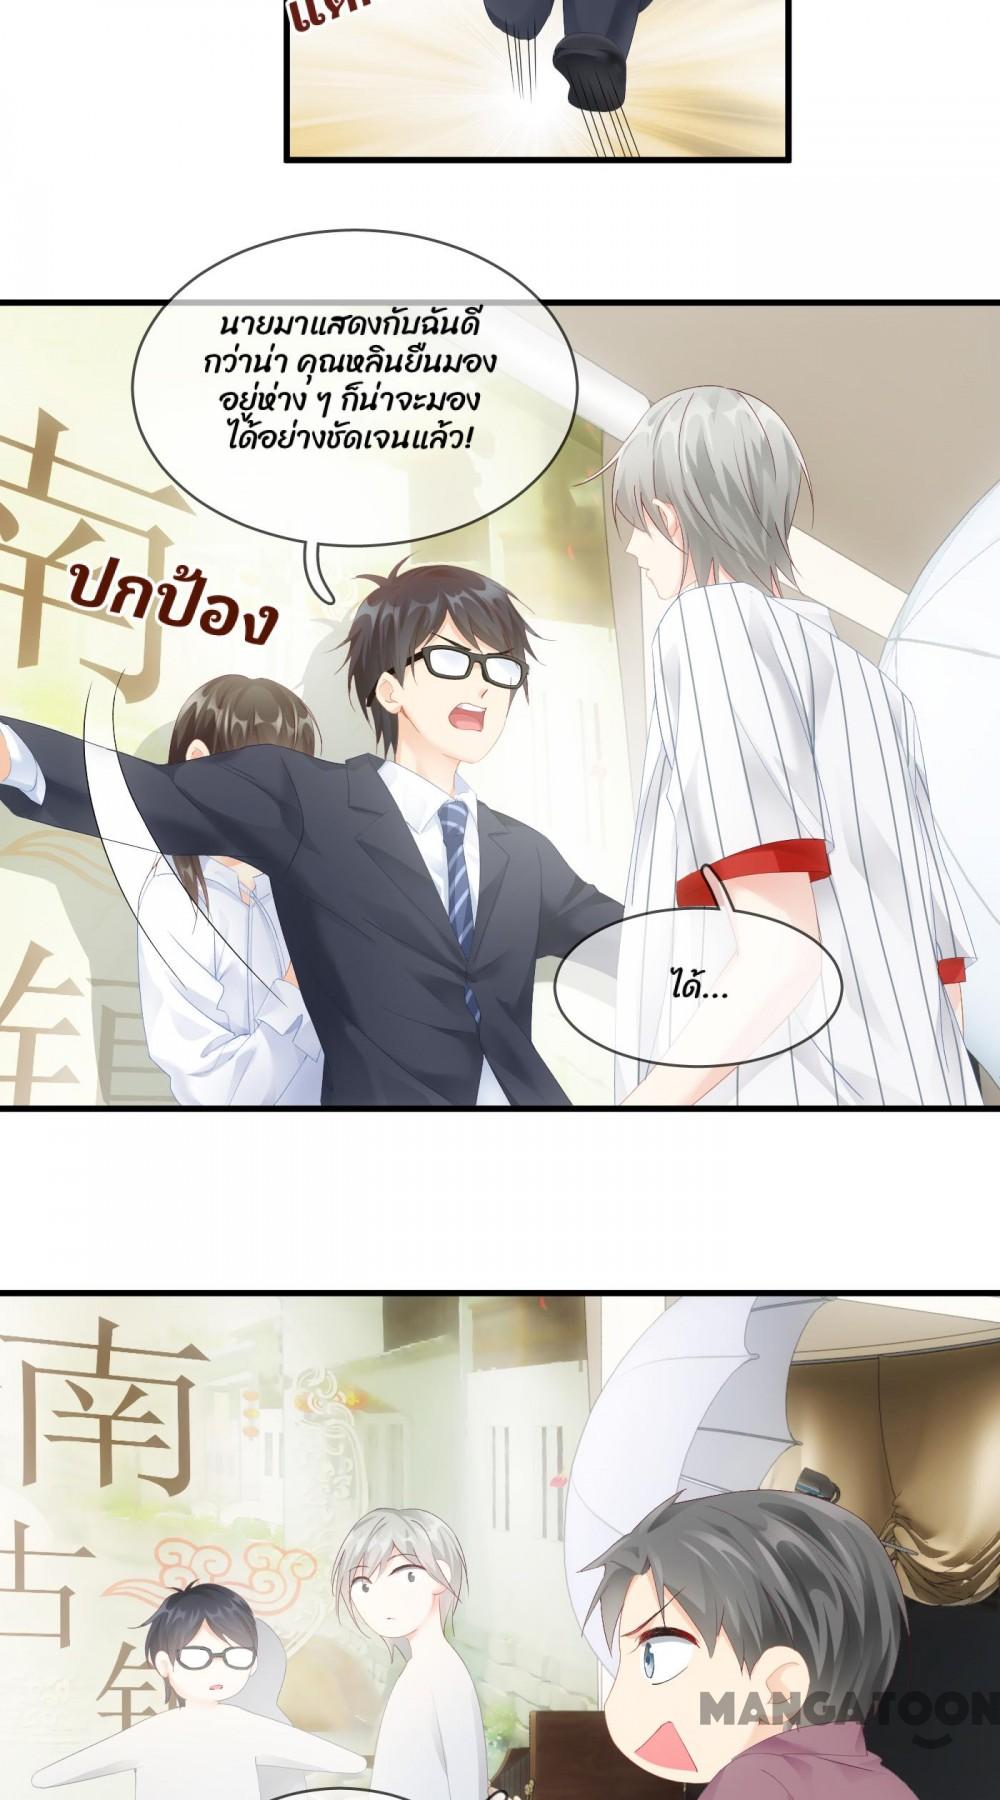 นายมาแสดงกับฉันดี
กว่าน่า คุณหลินยืนมอง
อยู่ห่าง ๆ ก็น่าจะมอง
ได้อย่างชัดเจนแล้ว!
南
ปกป้อง
ได้...
南
古
镇
MANGATOON